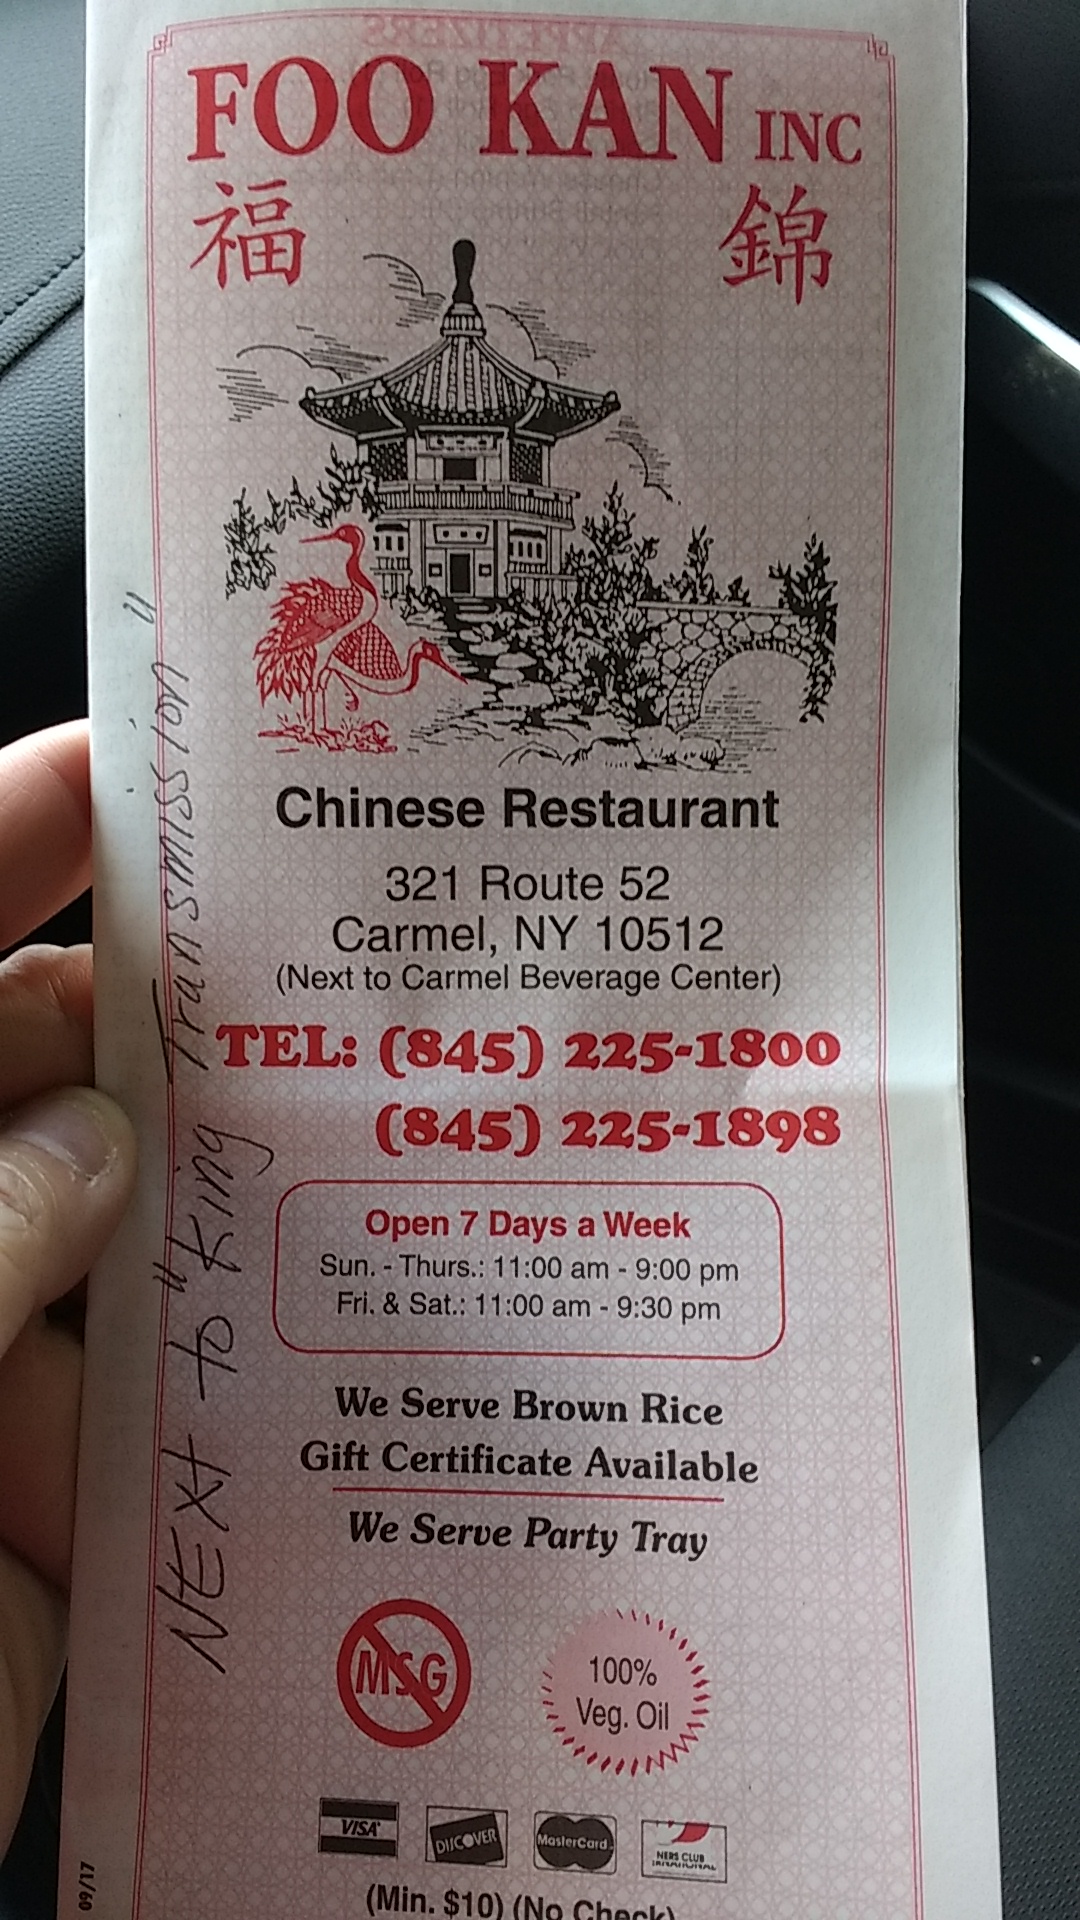 FOO KAN INC
福 錦
Chinese Restaurant
321 Route 52
Carmel, NY 10512
(Next to Carmel Beverage Center)
TEL: (845) 225-1800
(845) 225-1898
Open 7 Days a Week
Sun. - Thurs.: 11:00 am - 9:00 pm
Fri. & Sat.: 11:00 am - 9:30 pm
We Serve Brown Rice
Gift Certificate Available
We Serve Party Tray
MSG
100%
Veg. Oil
VISA DISCOVER MasterCard NERS CLUB
(Min. $10) (No Check)
09/17
NEXt to "King Transmission"
APPETIZERS